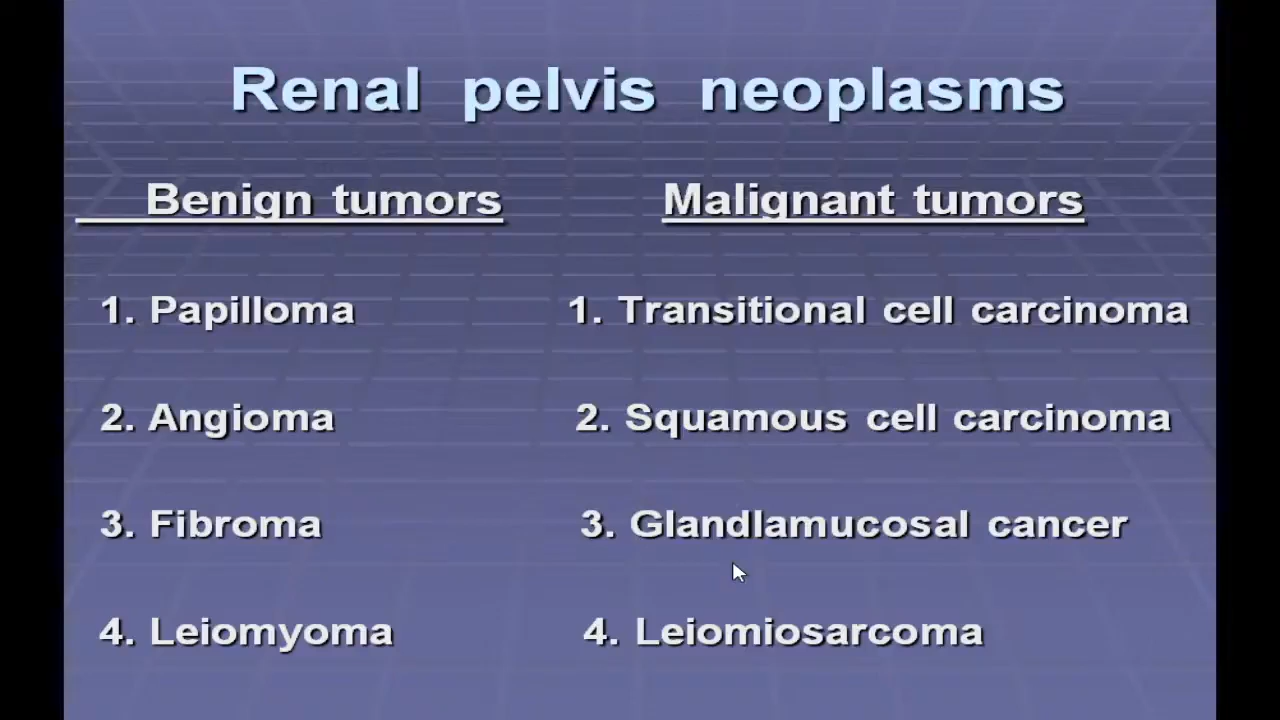 Renal pelvis neoplasms
Benign tumors
1. Papilloma
2. Angioma
3. Fibroma
4. Leiomyoma
Malignant tumors
1. Transitional cell carcinoma
2. Squamous cell carcinoma
3. Glandlamucosal cancer
4. Leiomiosarcoma